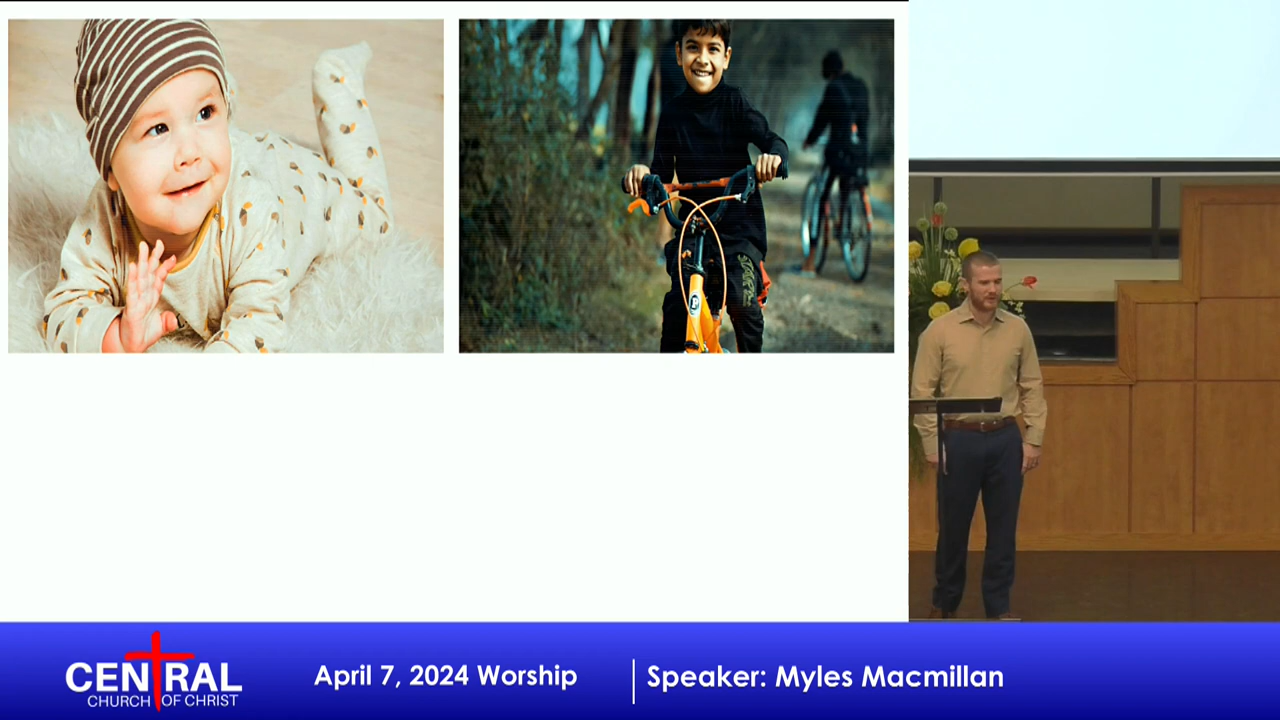 CENTRAL
CHURCH OF CHRIST
April 7, 2024 Worship
Speaker: Myles Macmillan